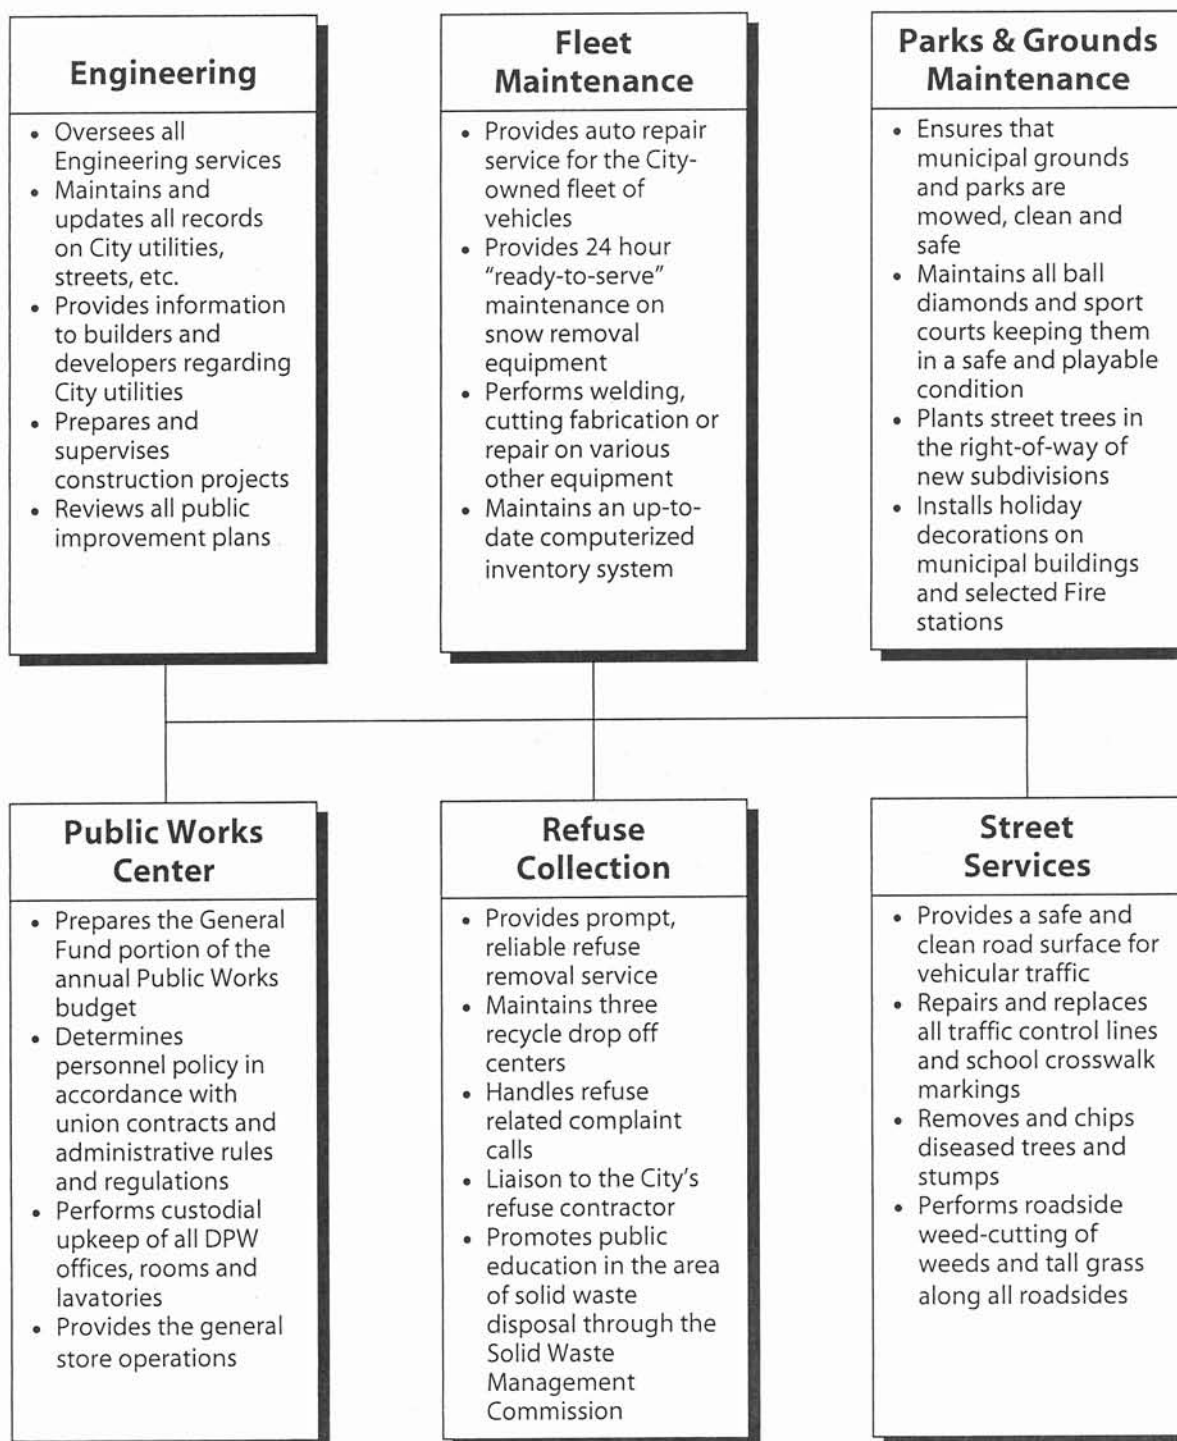 Engineering
• Oversees all
Engineering services
• Maintains and
updates all records
on City utilities,
streets, etc.
• Provides information
to builders and
developers regarding
City utilities
• Prepares and
supervises
construction projects
• Reviews all public
improvement plans
Fleet
Maintenance
• Provides auto repair
service for the City-
owned fleet of
vehicles
• Provides 24 hour
"ready-to-serve"
maintenance on
snow removal
equipment
• Performs welding,
cutting fabrication or
repair on various
other equipment
• Maintains an up-to-
date computerized
inventory system
Parks & Grounds
Maintenance
• Ensures that
municipal grounds
and parks are
mowed, clean and
safe
• Maintains all ball
diamonds and sport
courts keeping them
in a safe and playable
condition
• Plants street trees in
the right-of-way of
new subdivisions
• Installs holiday
decorations on
municipal buildings
and selected Fire
stations
Public Works
Center
• Prepares the General
Fund portion of the
annual Public Works
budget
• Determines
personnel policy in
accordance with
union contracts and
administrative rules
and regulations
• Performs custodial
upkeep of all DPW
offices, rooms and
lavatories
• Provides the general
store operations
Refuse
Collection
• Provides prompt,
reliable refuse
removal service
• Maintains three
recycle drop off
centers
• Handles refuse
related complaint
calls
• Liaison to the City's
refuse contractor
• Promotes public
education in the area
of solid waste
disposal through the
Solid Waste
Management
Commission
Street
Services
• Provides a safe and
clean road surface for
vehicular traffic
• Repairs and replaces
all traffic control lines
and school crosswalk
markings
• Removes and chips
diseased trees and
stumps
• Performs roadside
weed-cutting of
weeds and tall grass
along all roadsides